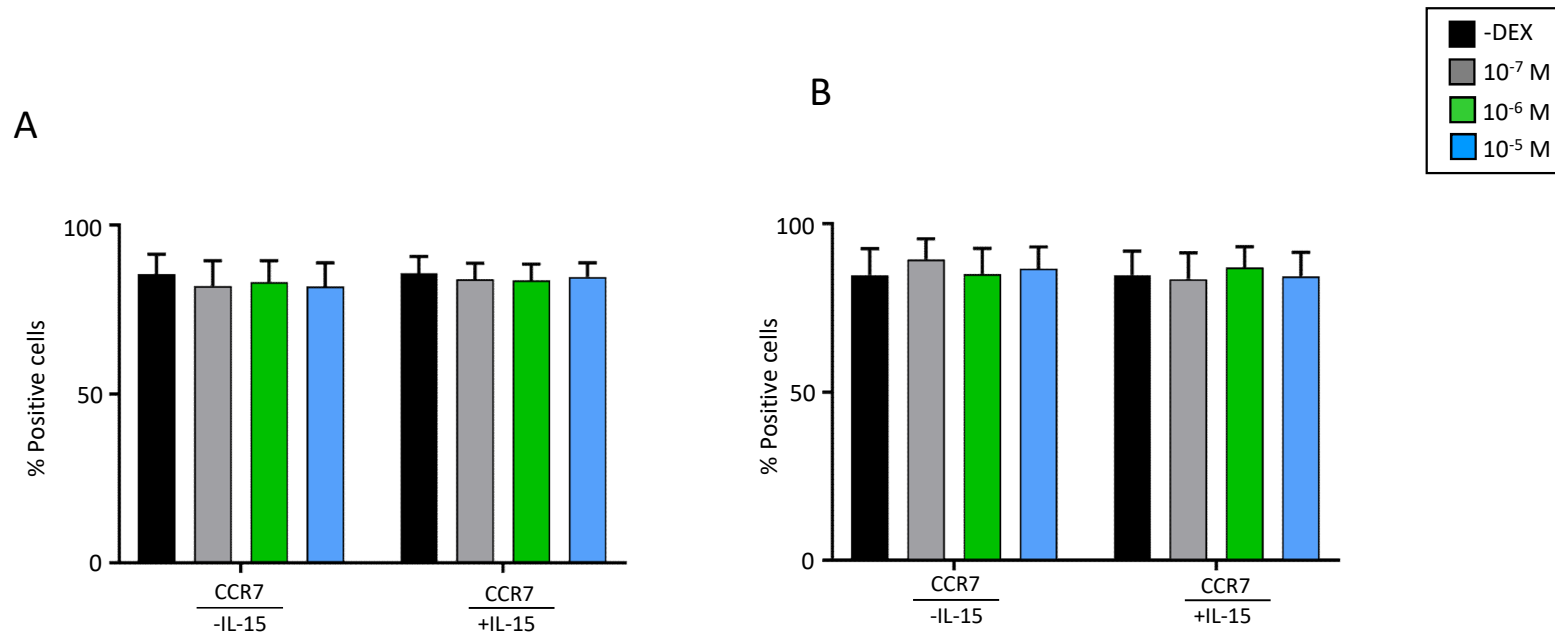 -DEX
10⁻⁷ M
10⁻⁶ M
10⁻⁵ M
A
B
100
50
0
% Positive cells
CCR7
-IL-15
CCR7
+IL-15
100
50
0
% Positive cells
CCR7
-IL-15
CCR7
+IL-15